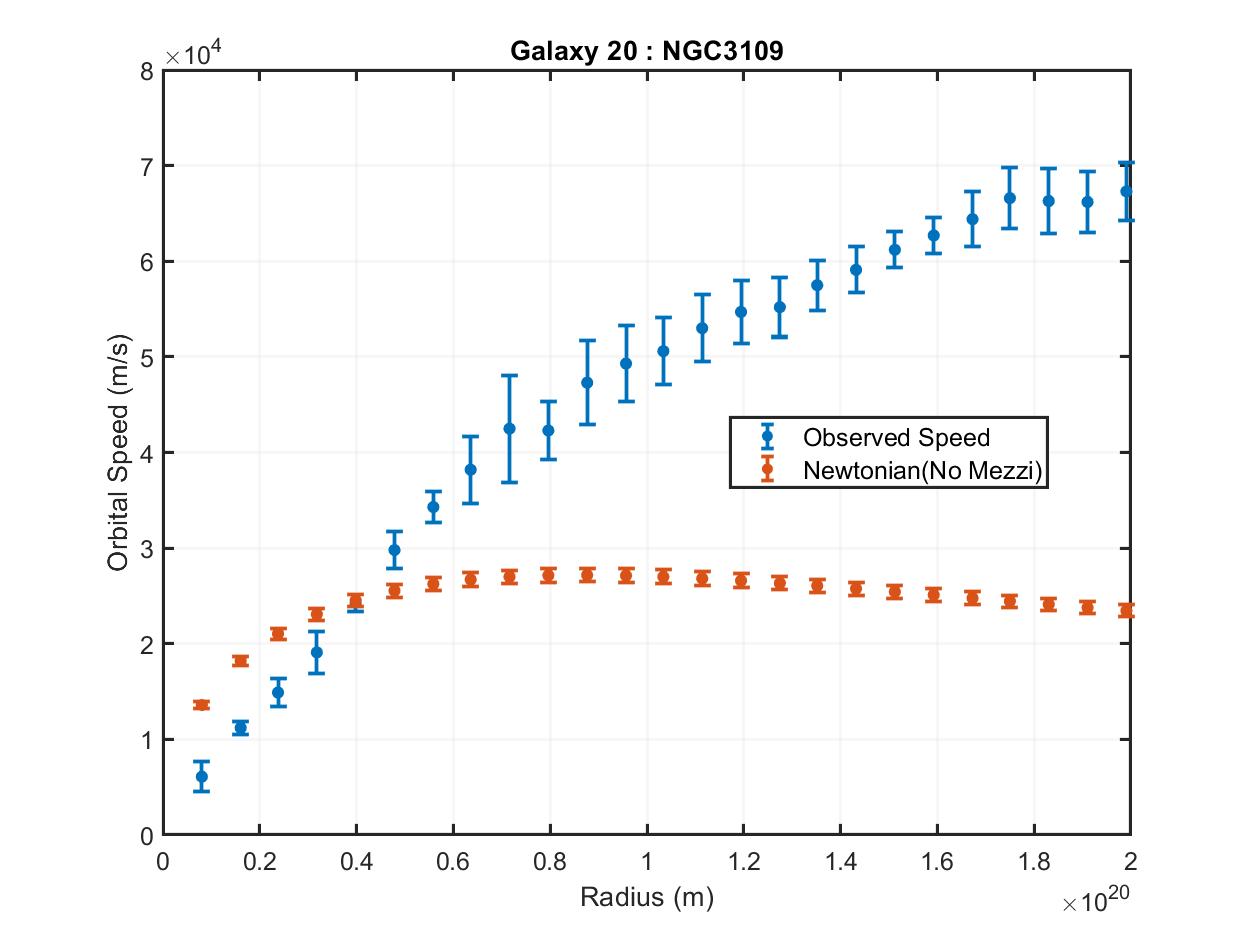 Galaxy 20 : NGC3109
×10⁴
8
7
6
5
4
3
2
1
0
Orbital Speed (m/s)
Observed Speed
Newtonian(No Mezzi)
0 0.2 0.4 0.6 0.8 1 1.2 1.4 1.6 1.8 2
Radius (m)
×10²⁰